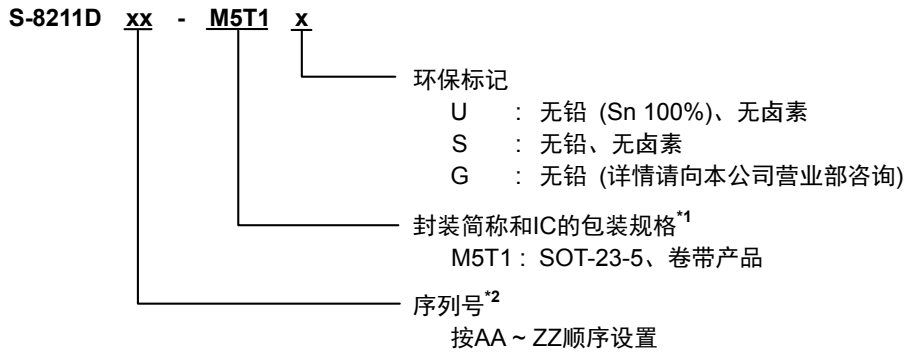 S-8211D xx - M5T1 x
环保标记
U : 无铅 (Sn 100%)、无卤素
S : 无铅、无卤素
G : 无铅 (详情请向本公司营业部咨询)
封装简称和IC的包装规格*1
M5T1 : SOT-23-5、卷带产品
序列号*2
按AA ~ ZZ顺序设置